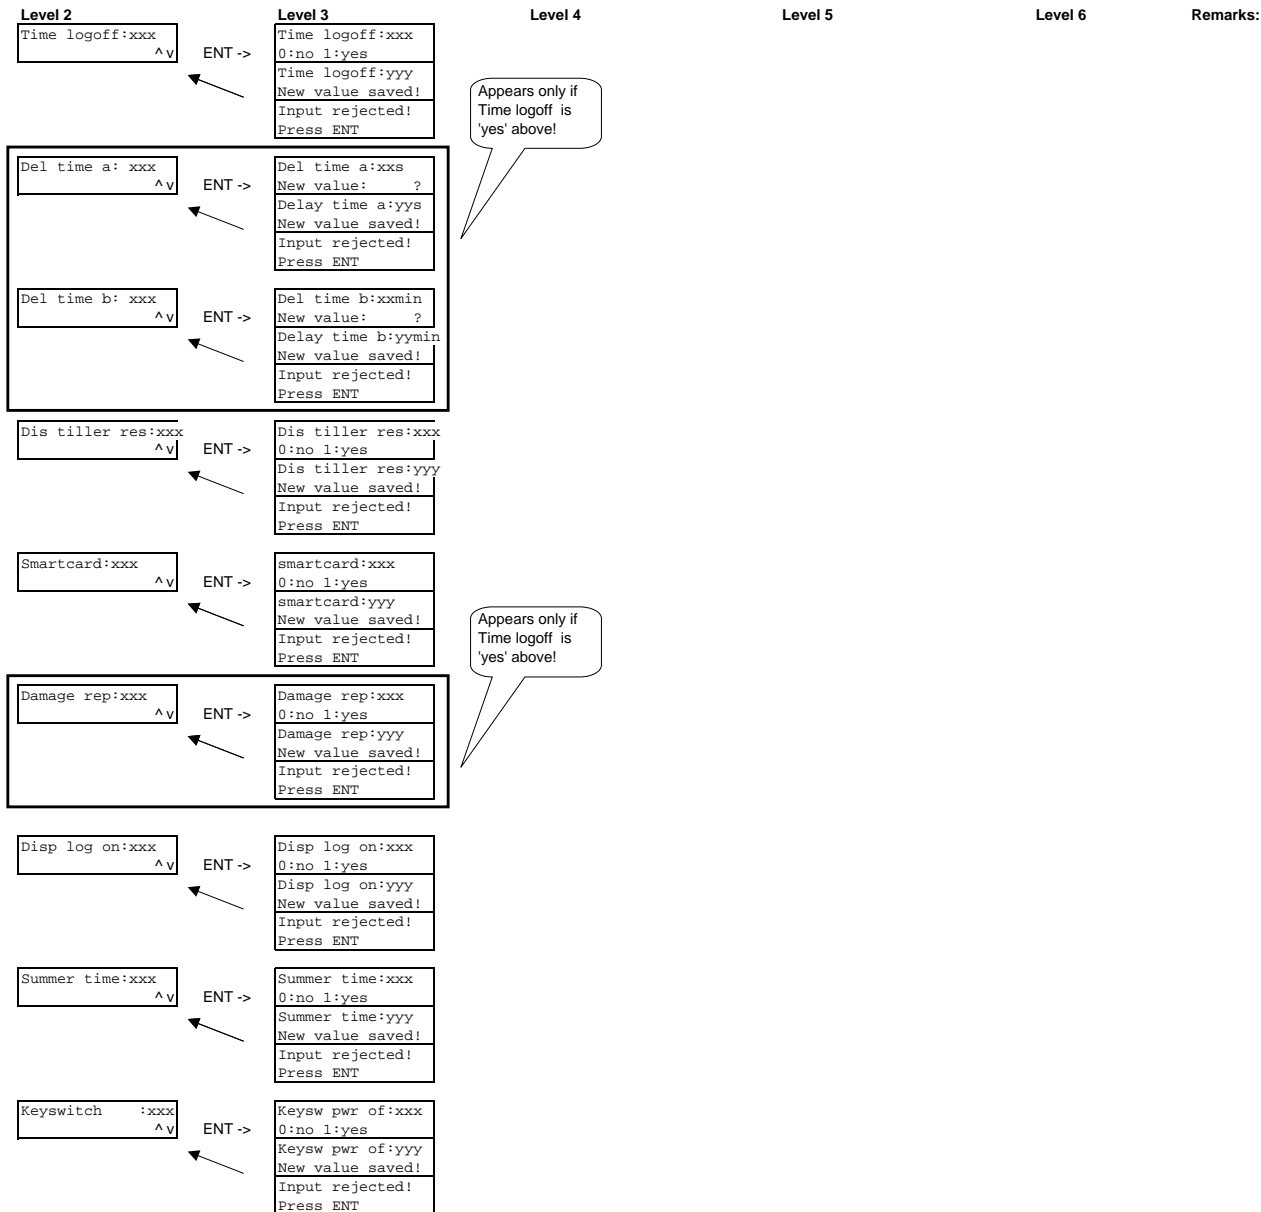 Level 2 Level 3 Level 4 Level 5 Level 6 Remarks:
Time logoff:xxx
^ v
ENT ->
Time logoff:xxx
0:no 1:yes
Time logoff:yyy
New value saved!
Input rejected!
Press ENT
Appears only if
Time logoff is
'yes' above!
Del time a: xxx
^ v
ENT ->
Del time a:xxs
New value: ?
Delay time a:yys
New value saved!
Input rejected!
Press ENT
Del time b: xxx
^ v
ENT ->
Del time b:xxmin
New value: ?
Delay time b:yymin
New value saved!
Input rejected!
Press ENT
Dis tiller res:xxx
^ v
ENT ->
Dis tiller res:xxx
0:no 1:yes
Dis tiller res:yyy
New value saved!
Input rejected!
Press ENT
Smartcard:xxx
^ v
ENT ->
smartcard:xxx
0:no 1:yes
smartcard:yyy
New value saved!
Input rejected!
Press ENT
Appears only if
Time logoff is
'yes' above!
Damage rep:xxx
^ v
ENT ->
Damage rep:xxx
0:no 1:yes
Damage rep:yyy
New value saved!
Input rejected!
Press ENT
Disp log on:xxx
^ v
ENT ->
Disp log on:xxx
0:no 1:yes
Disp log on:yyy
New value saved!
Input rejected!
Press ENT
Summer time:xxx
^ v
ENT ->
Summer time:xxx
0:no 1:yes
Summer time:yyy
New value saved!
Input rejected!
Press ENT
Keyswitch :xxx
^ v
ENT ->
Keysw pwr of:xxx
0:no 1:yes
Keysw pwr of:yyy
New value saved!
Input rejected!
Press ENT